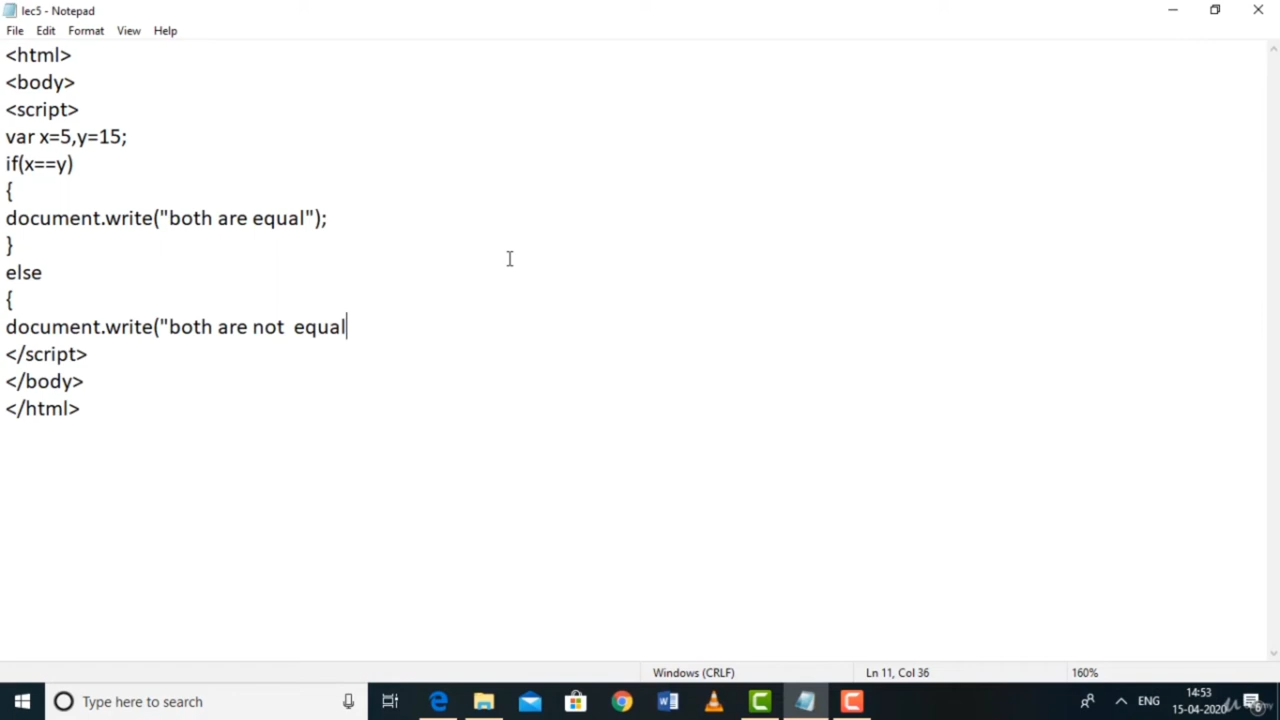 lec5 - Notepad
File Edit Format View Help
<html>
<body>
<script>
var x=5,y=15;
if(x==y)
{
document.write("both are equal");
}
else
{
document.write("both are not  equal
</script>
</body>
</html>
Windows (CRLF) Ln 11, Col 36 160%
Type here to search ENG 14:53
15-04-2020